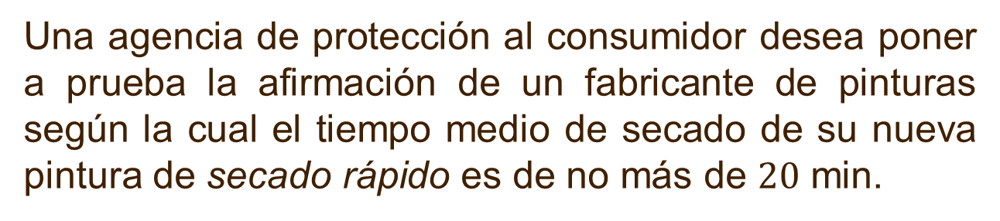 Una agencia de protección al consumidor desea poner
a prueba la afirmación de un fabricante de pinturas
según la cual el tiempo medio de secado de su nueva
pintura de secado rápido es de no más de 20 min.